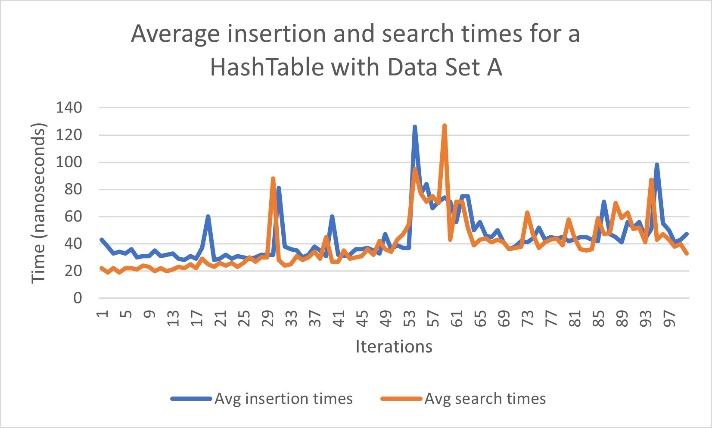 Average insertion and search times for a
HashTable with Data Set A
Time (nanoseconds)
140
120
100
80
60
40
20
0
1 5 9 13 17 21 25 29 33 37 41 45 49 53 57 61 65 69 73 77 81 85 89 93 97
Iterations
Avg insertion times Avg search times